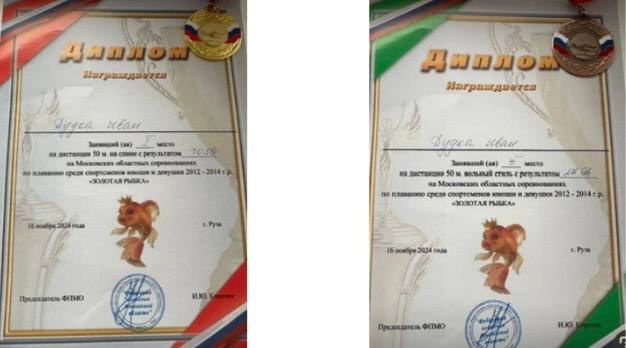 Диплом
Награждается
Дудка Иван
Занявший (ая) I место
на дистанции 50 м. на спине с результатом
на Московских областных соревнованиях
по плаванию среди спортсменов юноши и девушки 2012 - 2014 г.р.
«ЗОЛОТАЯ РЫБКА»
16 ноября 2024 года г. Руза
Председатель ФПМО И.Ю.
Диплом
Награждается
Дудка Иван
Занявший (ая) место
на дистанции 50 м. вольный стиль с результатом
на Московских областных соревнованиях
по плаванию среди спортсменов юноши и девушки 2012 - 2014 г.р.
«ЗОЛОТАЯ РЫБКА»
16 ноября 2024 года г. Руза
Председатель ФПМО И.Ю.